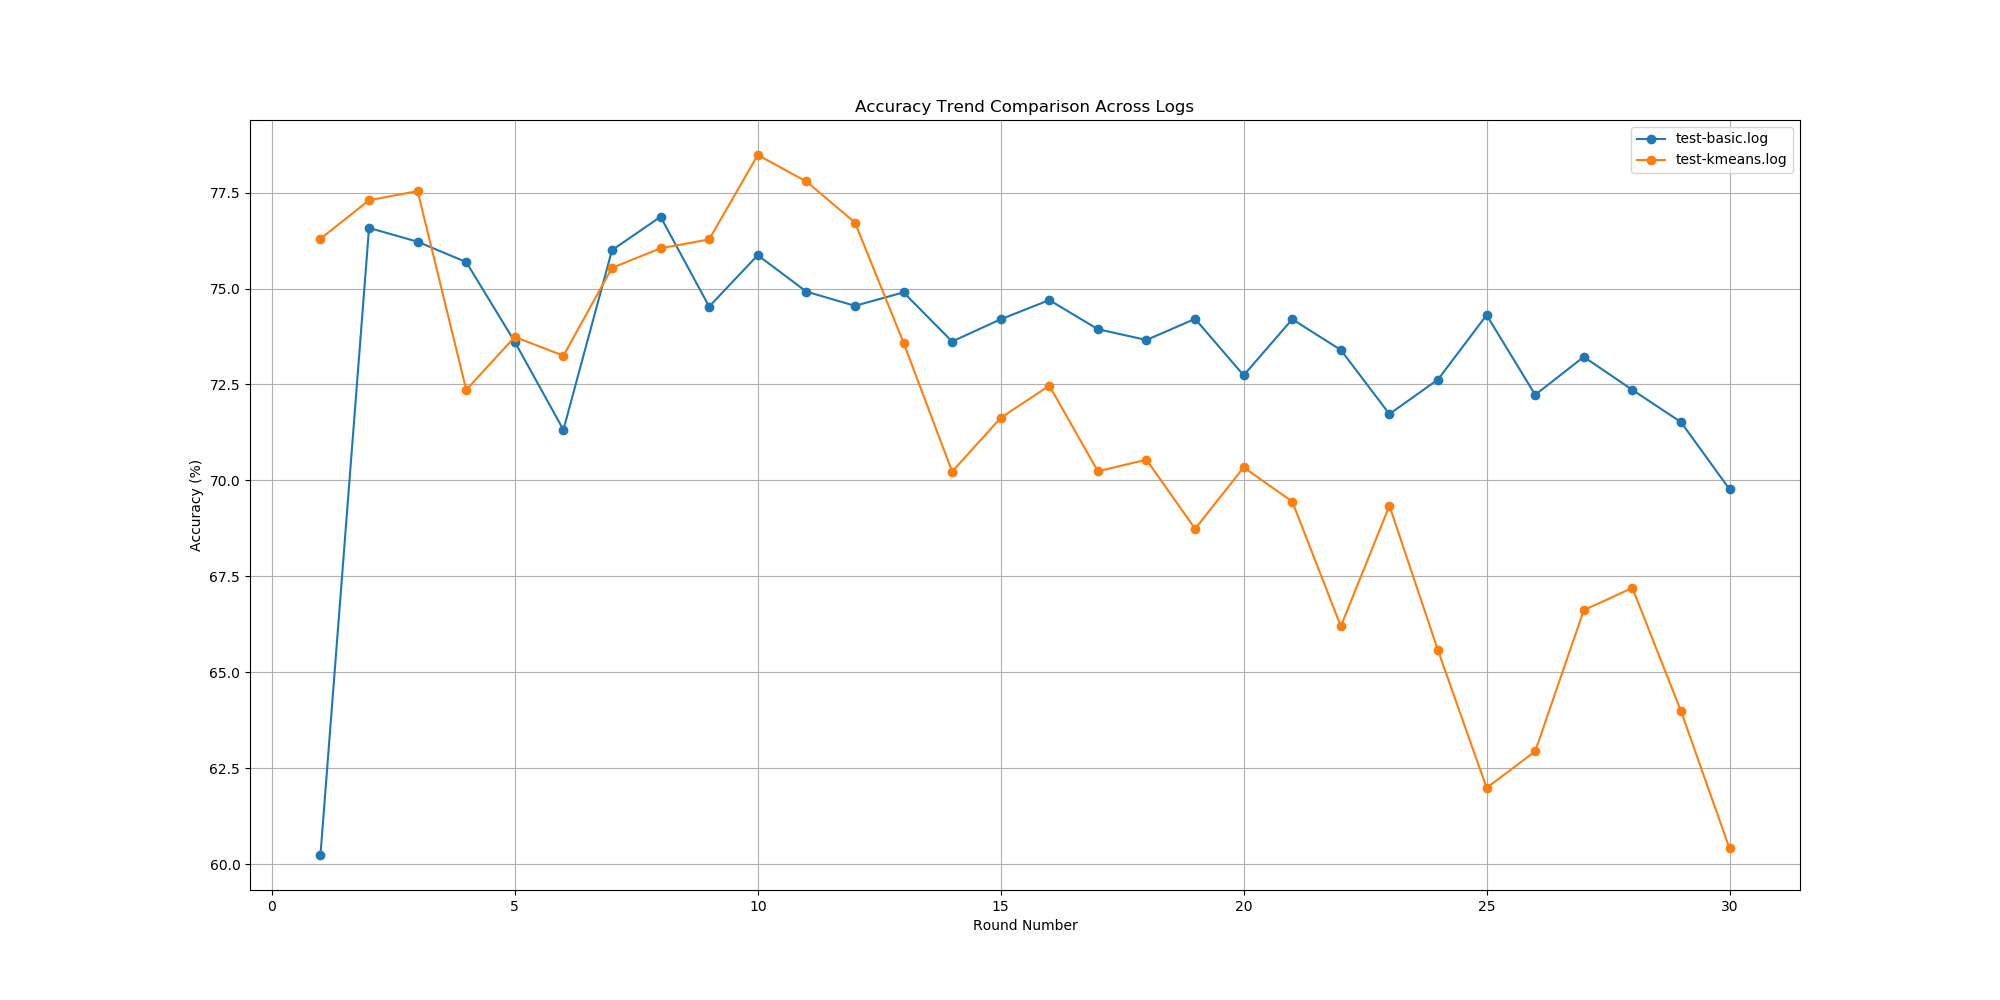 Accuracy Trend Comparison Across Logs
test-basic.log
test-kmeans.log
77.5
75.0
72.5
70.0
67.5
65.0
62.5
60.0
Accuracy (%)
0 5 10 15 20 25 30
Round Number